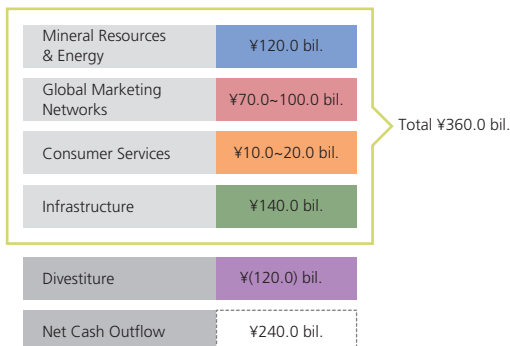 Mineral Resources
& Energy
¥120.0 bil.
Global Marketing
Networks
¥70.0~100.0 bil.
Total ¥360.0 bil.
Consumer Services
¥10.0~20.0 bil.
Infrastructure
¥140.0 bil.
Divestiture
¥(120.0) bil.
Net Cash Outflow
¥240.0 bil.